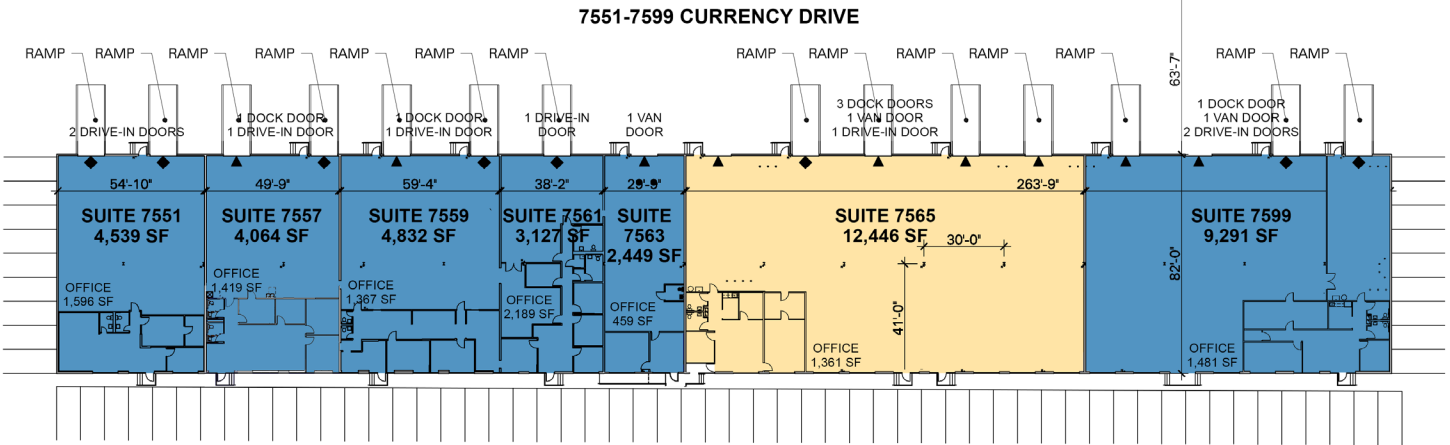 7551-7599 CURRENCY DRIVE
RAMP RAMP RAMP RAMP RAMP RAMP RAMP RAMP RAMP RAMP RAMP RAMP RAMP RAMP
63'-7"
2 DRIVE-IN DOORS
1 DOCK DOOR
1 DRIVE-IN DOOR
1 DOCK DOOR
1 DRIVE-IN DOOR
1 DRIVE-IN
DOOR
1 VAN
DOOR
3 DOCK DOORS
1 VAN DOOR
1 DRIVE-IN DOOR
1 DOCK DOOR
1 VAN DOOR
2 DRIVE-IN DOORS
54'-10" 49'-9" 59'-4" 38'-2" 29'-9" 263'-9"
SUITE 7551
4,539 SF
SUITE 7557
4,064 SF
SUITE 7559
4,832 SF
SUITE 7561
3,127 SF
SUITE
7563
2,449 SF
SUITE 7565
12,446 SF
SUITE 7599
9,291 SF
30'-0"
82'-0"
41'-0"
OFFICE
1,596 SF
OFFICE
1,419 SF
OFFICE
1,367 SF
OFFICE
2,189 SF
OFFICE
459 SF
OFFICE
1,361 SF
OFFICE
1,481 SF